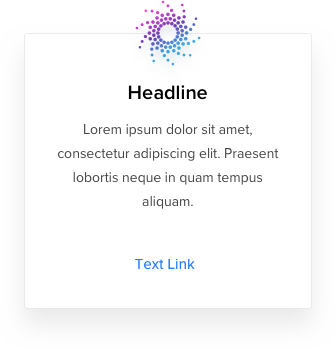 Headline
Lorem ipsum dolor sit amet,
consectetur adipiscing elit. Praesent
lobortis neque in quam tempus
aliquam.
Text Link